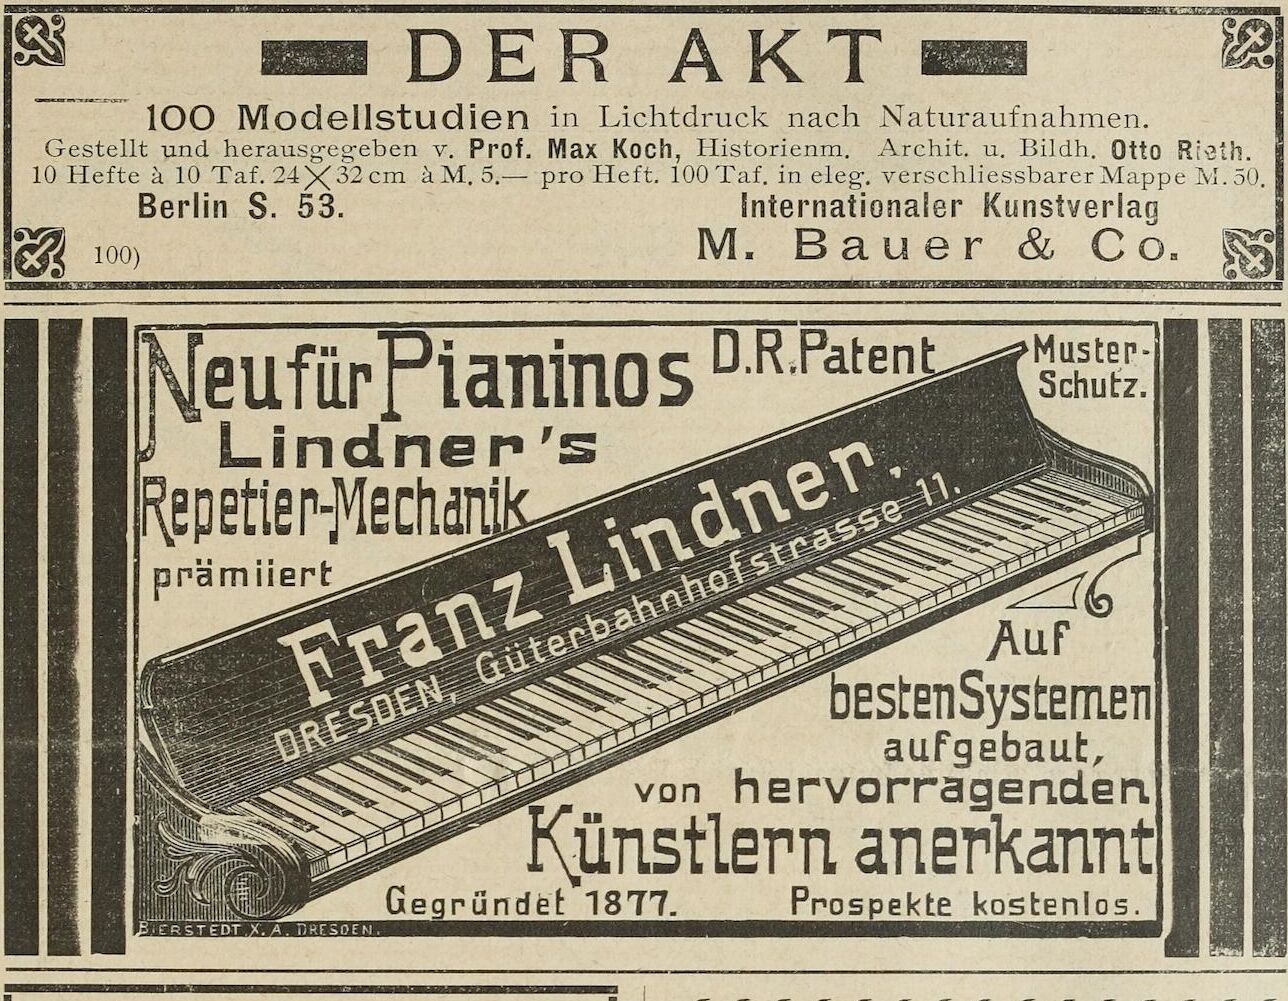 DER AKT
100 Modellstudien in Lichtdruck nach Naturaufnahmen.
Gestellt und herausgegeben v. Prof. Max Koch, Historienm. Archit. u. Bildh. Otto Rieth.
10 Hefte à 10 Taf. 24╳32 cm à M. 5.— pro Heft. 100 Taf. in eleg. verschliessbarer Mappe M. 50.
Berlin S. 53. Internationaler Kunstverlag
100) M. Bauer & Co.
Neu für Pianinos D. R. Patent Muster-
Schutz.
Lindner's
Repetier-Mechanik
prämiiert
Franz Lindner.
DRESDEN, Güterbahnhofstrasse 11.
Auf
besten Systemen
aufgebaut,
von hervorragenden
Künstlern anerkannt
Gegründet 1877. Prospekte kostenlos.
BIERSTEDT X. A. DRESDEN.